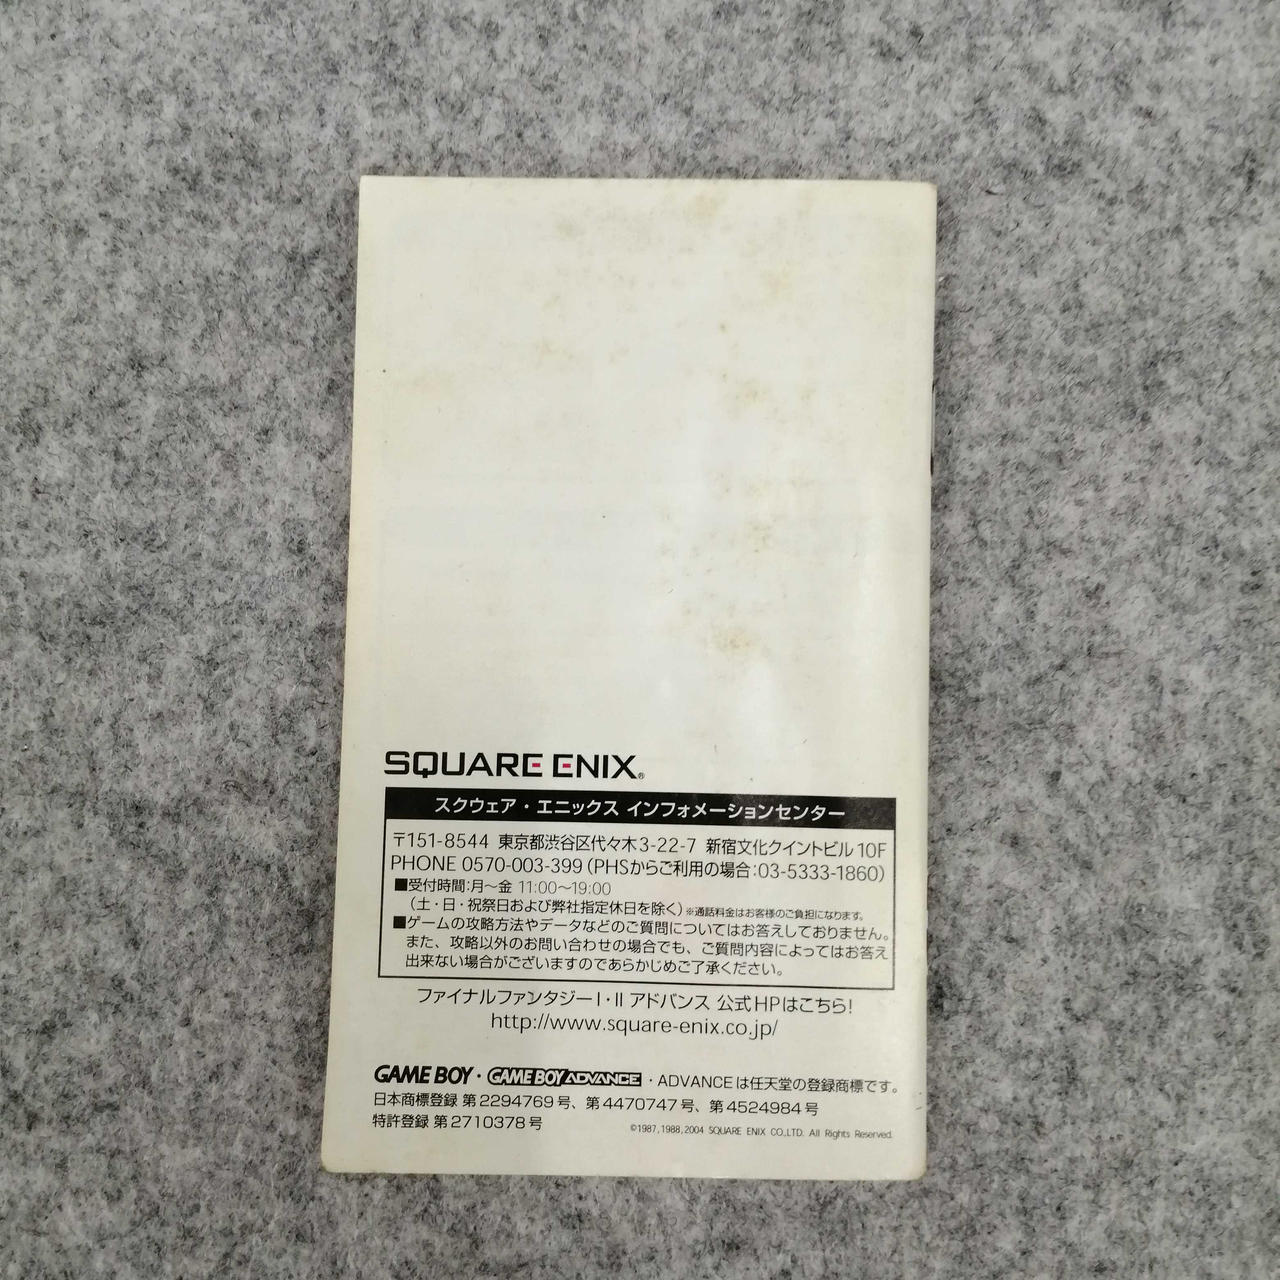 SQUARE ENIX®
スクウェア・エニックス インフォメーションセンター
〒151-8544 東京都渋谷区代々木3-22-7 新宿文化クイントビル10F
PHONE 0570-003-399(PHSからご利用の場合:03-5333-1860)
■受付時間:月〜金 11:00〜19:00
(土・日・祝祭日および弊社指定休日を除く)※通話料金はお客様のご負担になります。
■ゲームの攻略方法やデータなどのご質問についてはお答えしておりません。
また、攻略以外のお問い合わせの場合でも、ご質問内容によってはお答え
出来ない場合がございますのであらかじめご了承ください。
ファイナルファンタジーI・II アドバンス 公式HPはこちら!
http://www.square-enix.co.jp/
GAME BOY・GAME BOY ADVANCE・ADVANCEは任天堂の登録商標です。
日本商標登録 第2294769号、第4470747号、第4524984号
特許登録 第2710378号
©1987,1988,2004 SQUARE ENIX CO.,LTD. All Rights Reserved.